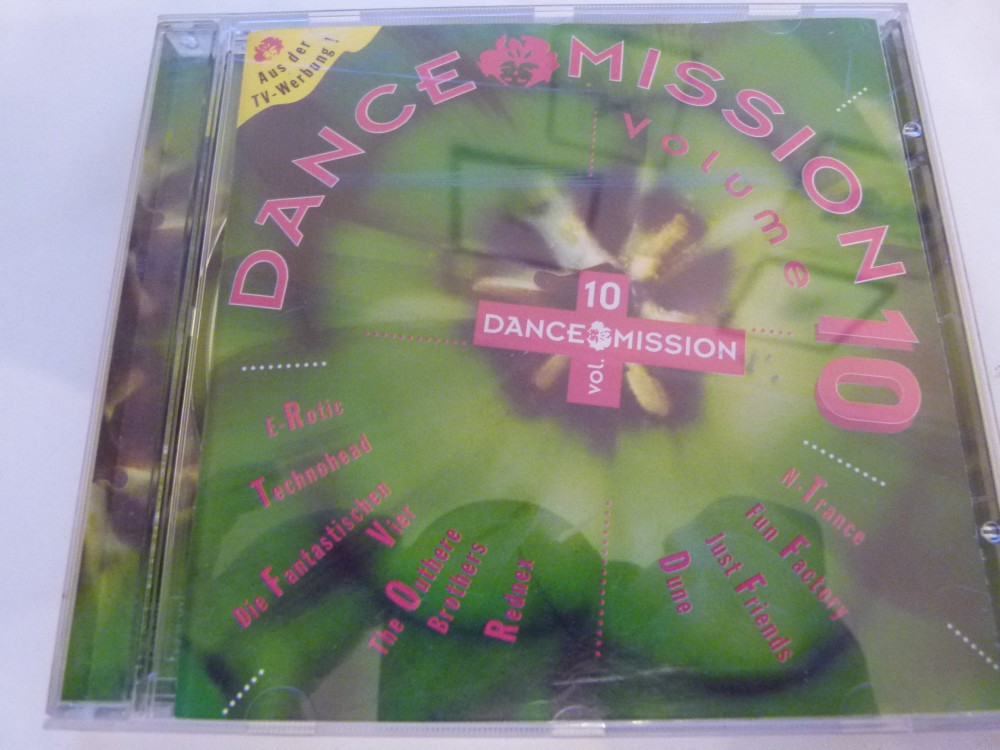 Aus der
TV-Werbung !
DANCE MISSION 10
volume
10
DANCE MISSION
vol.
E-Rotic
Technohead
Die Fantastischen
Vier
The Outhere
Brothers
Rednex
N-Trance
Fun Factory
Just Friends
Dune